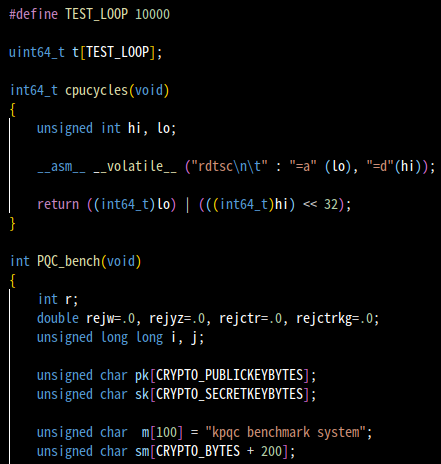 #define TEST_LOOP 10000
uint64_t t[TEST_LOOP];
int64_t cpucycles(void)
{
unsigned int hi, lo;
__asm__ __volatile__ ("rdtsc\n\t" : "=a" (lo), "=d"(hi));
return ((int64_t)lo) | (((int64_t)hi) << 32);
}
int PQC_bench(void)
{
int r;
double rejw=.0, rejyz=.0, rejctr=.0, rejctrkg=.0;
unsigned long long i, j;
unsigned char pk[CRYPTO_PUBLICKEYBYTES];
unsigned char sk[CRYPTO_SECRETKEYBYTES];
unsigned char  m[100] = "kpqc benchmark system";
unsigned char sm[CRYPTO_BYTES + 200];